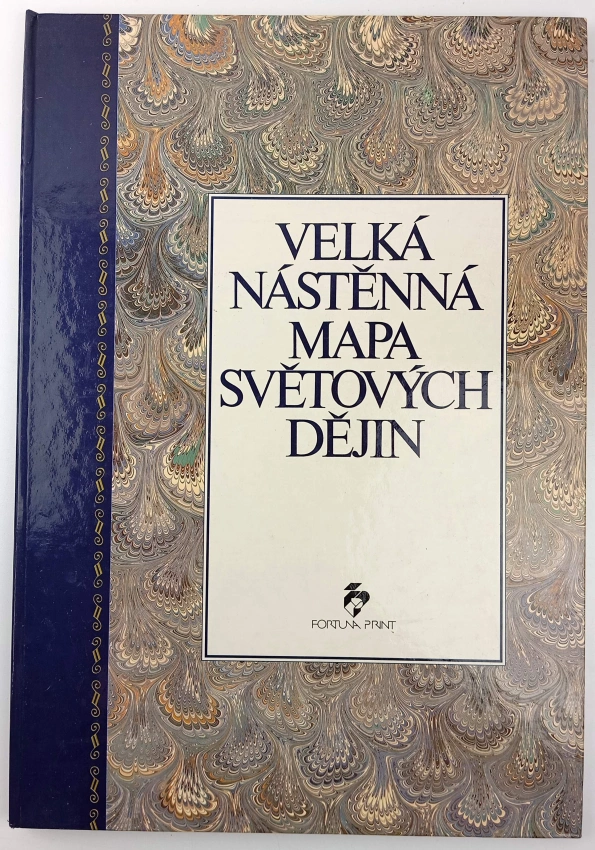 VELKÁ
NÁSTĚNNÁ
MAPA
SVĚTOVÝCH
DĚJIN
FORTUNA PRINT